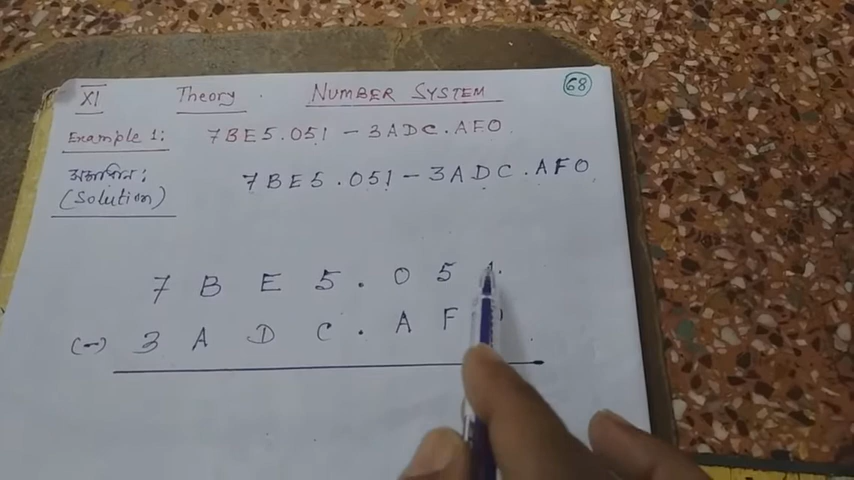 XI Theory . NUMBER SYSTEM 68
Example 1: 7BE5.051 - 3ADC.AF0
সমাধান: 7BE5.051 - 3ADC.AF0
(Solution)
7 B E 5 . 0 5 1
(-) 3 A D C . A F